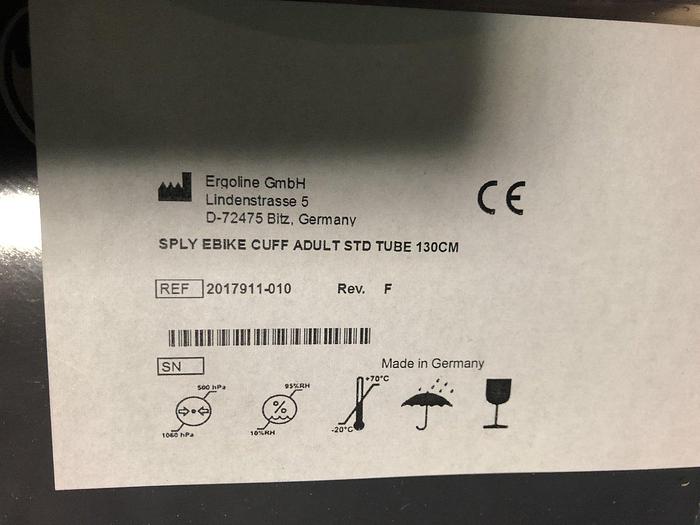 Ergoline GmbH
Lindenstrasse 5
D-72475 Bitz, Germany
CE
SPLY EBIKE CUFF ADULT STD TUBE 130CM
REF 2017911-010 Rev. F
SN
Made in Germany
500 hPa
1060 hPa
%
95%RH
10%RH
+70°C
-20°C